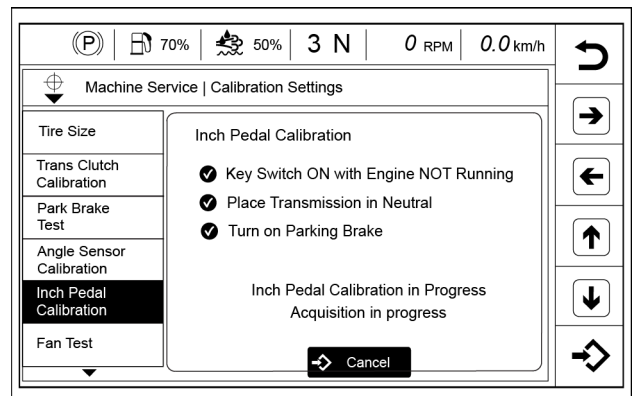 (P) 70% 50% 3 N 0 RPM 0.0 km/h
Machine Service | Calibration Settings
Tire Size
Trans Clutch
Calibration
Park Brake
Test
Angle Sensor
Calibration
Inch Pedal
Calibration
Fan Test
Inch Pedal Calibration
Key Switch ON with Engine NOT Running
Place Transmission in Neutral
Turn on Parking Brake
Inch Pedal Calibration in Progress
Acquisition in progress
Cancel